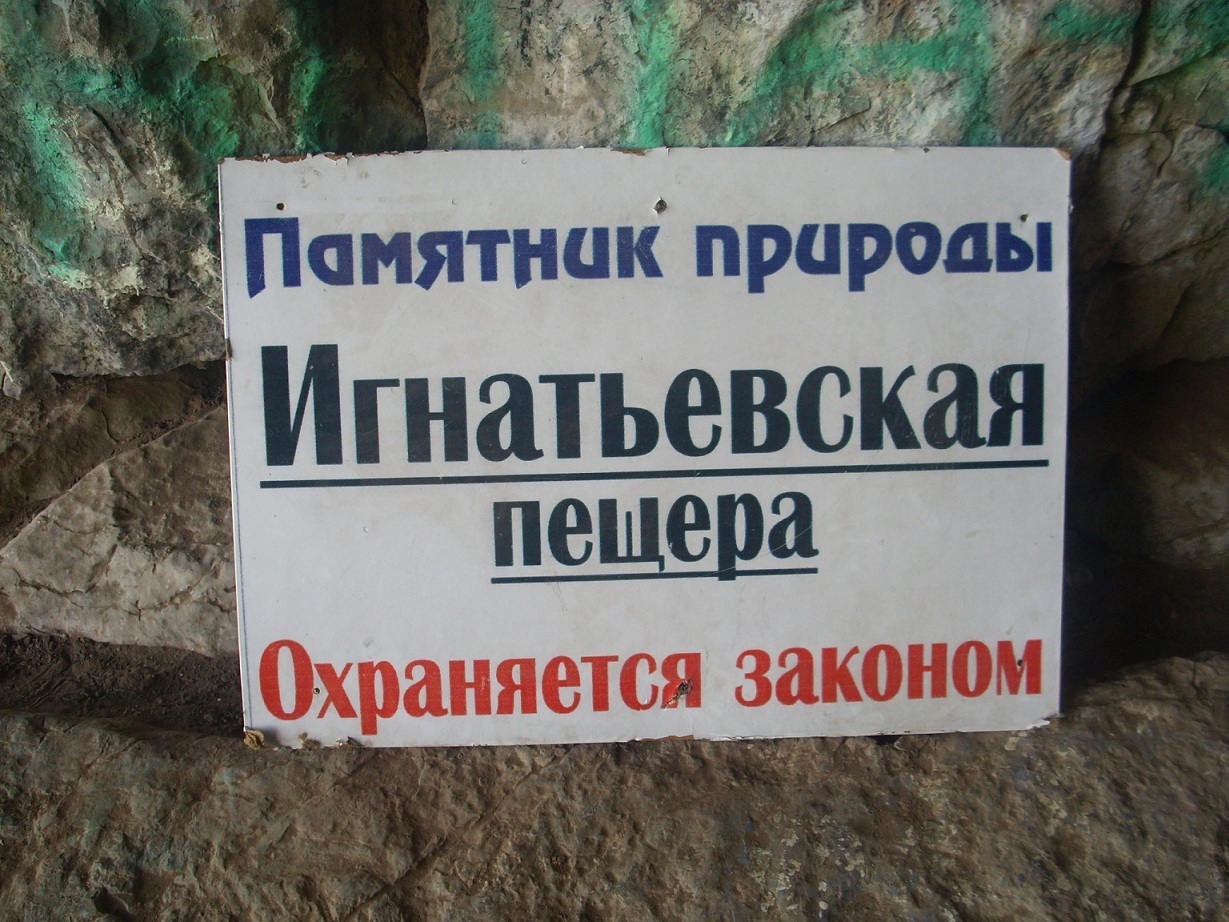 Памятник природы
Игнатьевская
пещера
Охраняется законом